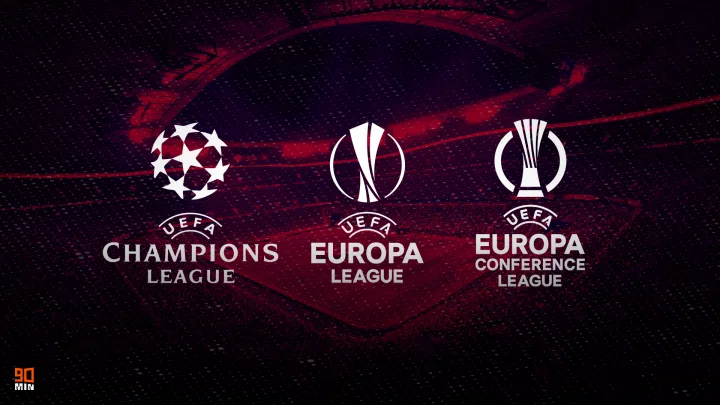 UEFA
CHAMPIONS
LEAGUE
UEFA
EUROPA
LEAGUE
UEFA
EUROPA
CONFERENCE
LEAGUE
90
MIN